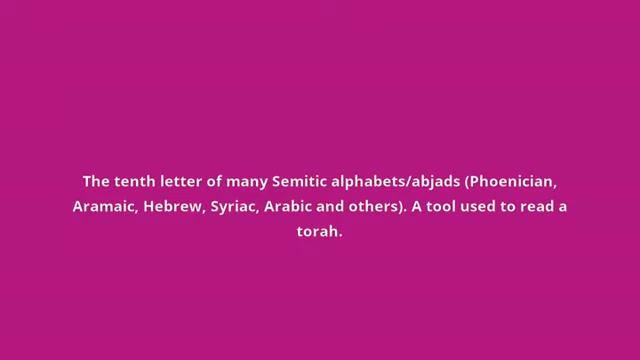 The tenth letter of many Semitic alphabets/abjads (Phoenician,
Aramaic, Hebrew, Syriac, Arabic and others). A tool used to read a
torah.